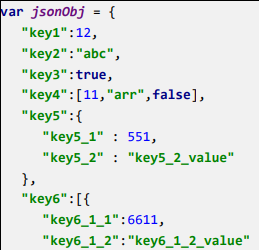 var jsonObj = {
"key1":12,
"key2":"abc",
"key3":true,
"key4":[11,"arr",false],
"key5":{
"key5_1" : 551,
"key5_2" : "key5_2_value"
},
"key6":[{
"key6_1_1":6611,
"key6_1_2":"key6_1_2_value"